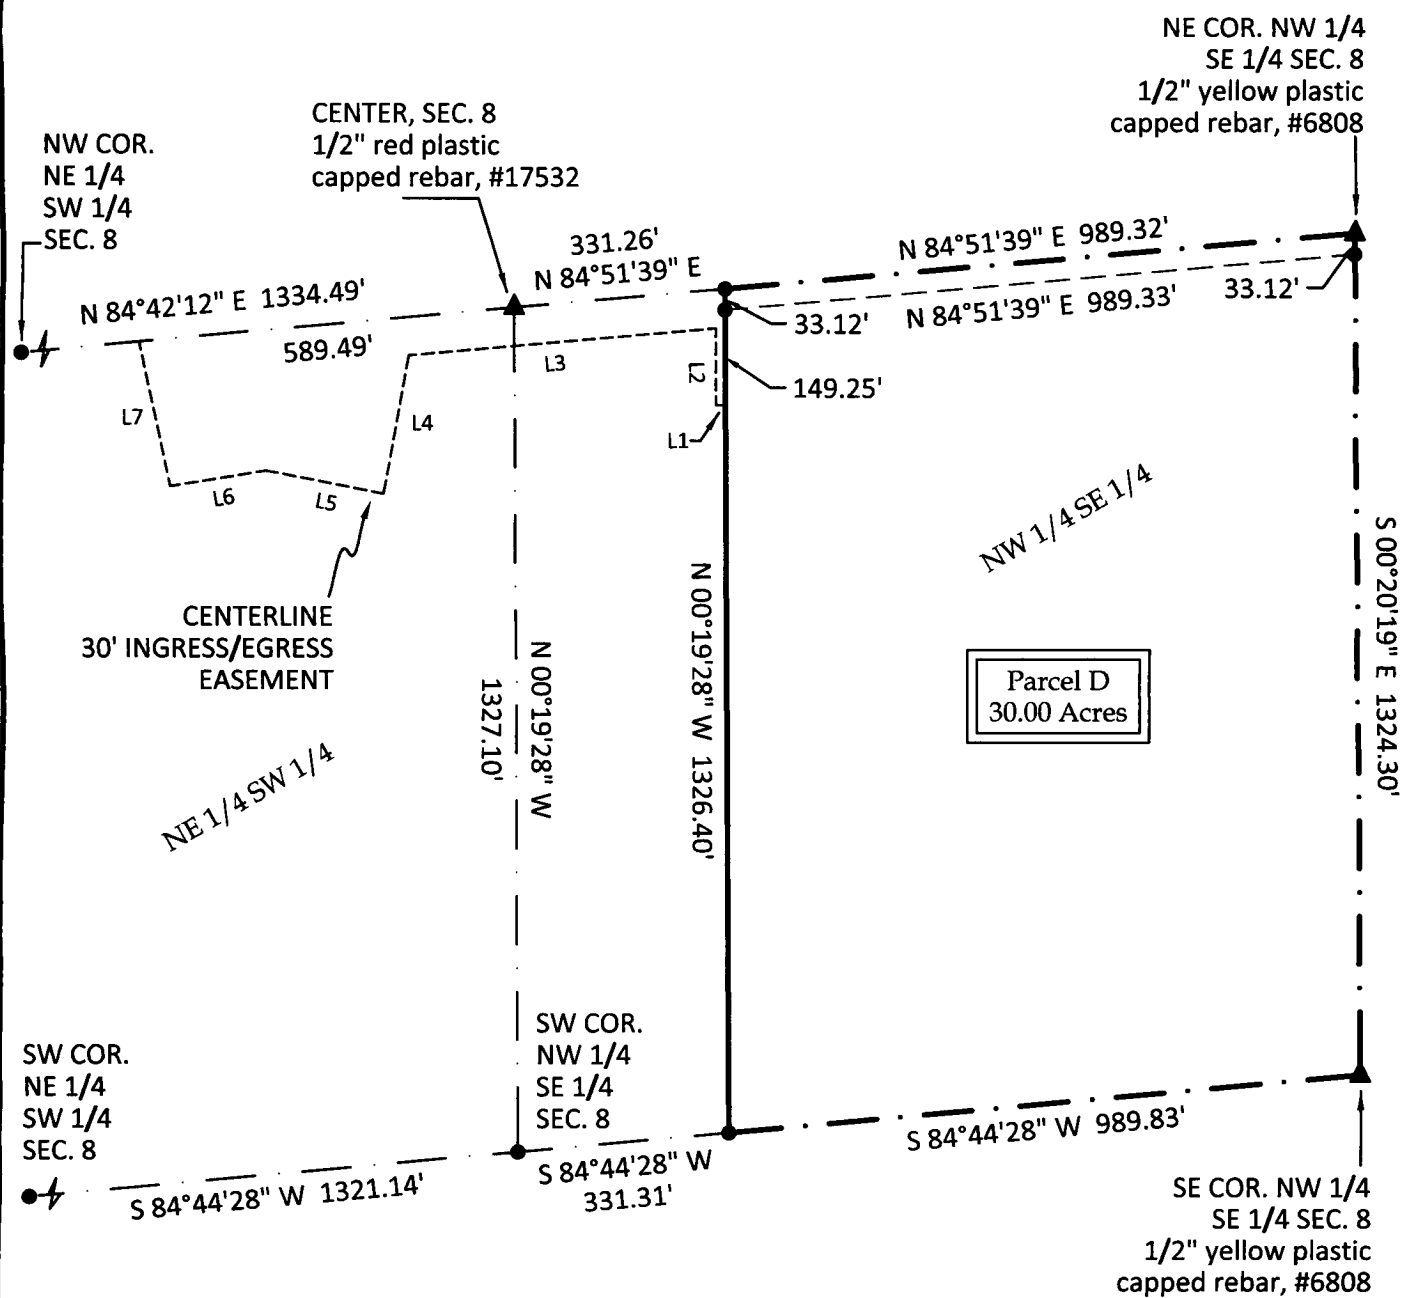 NE COR. NW 1/4
SE 1/4 SEC. 8
1/2" yellow plastic
capped rebar, #6808
CENTER, SEC. 8
1/2" red plastic
capped rebar, #17532
NW COR.
NE 1/4
SW 1/4
SEC. 8
331.26'
N 84°51'39" E
N 84°51'39" E 989.32'
N 84°42'12" E 1334.49'
589.49'
33.12'
N 84°51'39" E 989.33'
33.12'
L3
L2
149.25'
L7
L4
L1
L6
L5
NW 1/4 SE 1/4
CENTERLINE
30' INGRESS/EGRESS
EASEMENT
N 00°19'28" W
1327.10'
N 00°19'28" W 1326.40'
S 00°20'19" E 1324.30'
Parcel D
30.00 Acres
NE 1/4 SW 1/4
SW COR.
NW 1/4
SE 1/4
SEC. 8
SW COR.
NE 1/4
SW 1/4
SEC. 8
S 84°44'28" W 1321.14'
S 84°44'28" W
331.31'
S 84°44'28" W 989.83'
SE COR. NW 1/4
SE 1/4 SEC. 8
1/2" yellow plastic
capped rebar, #6808